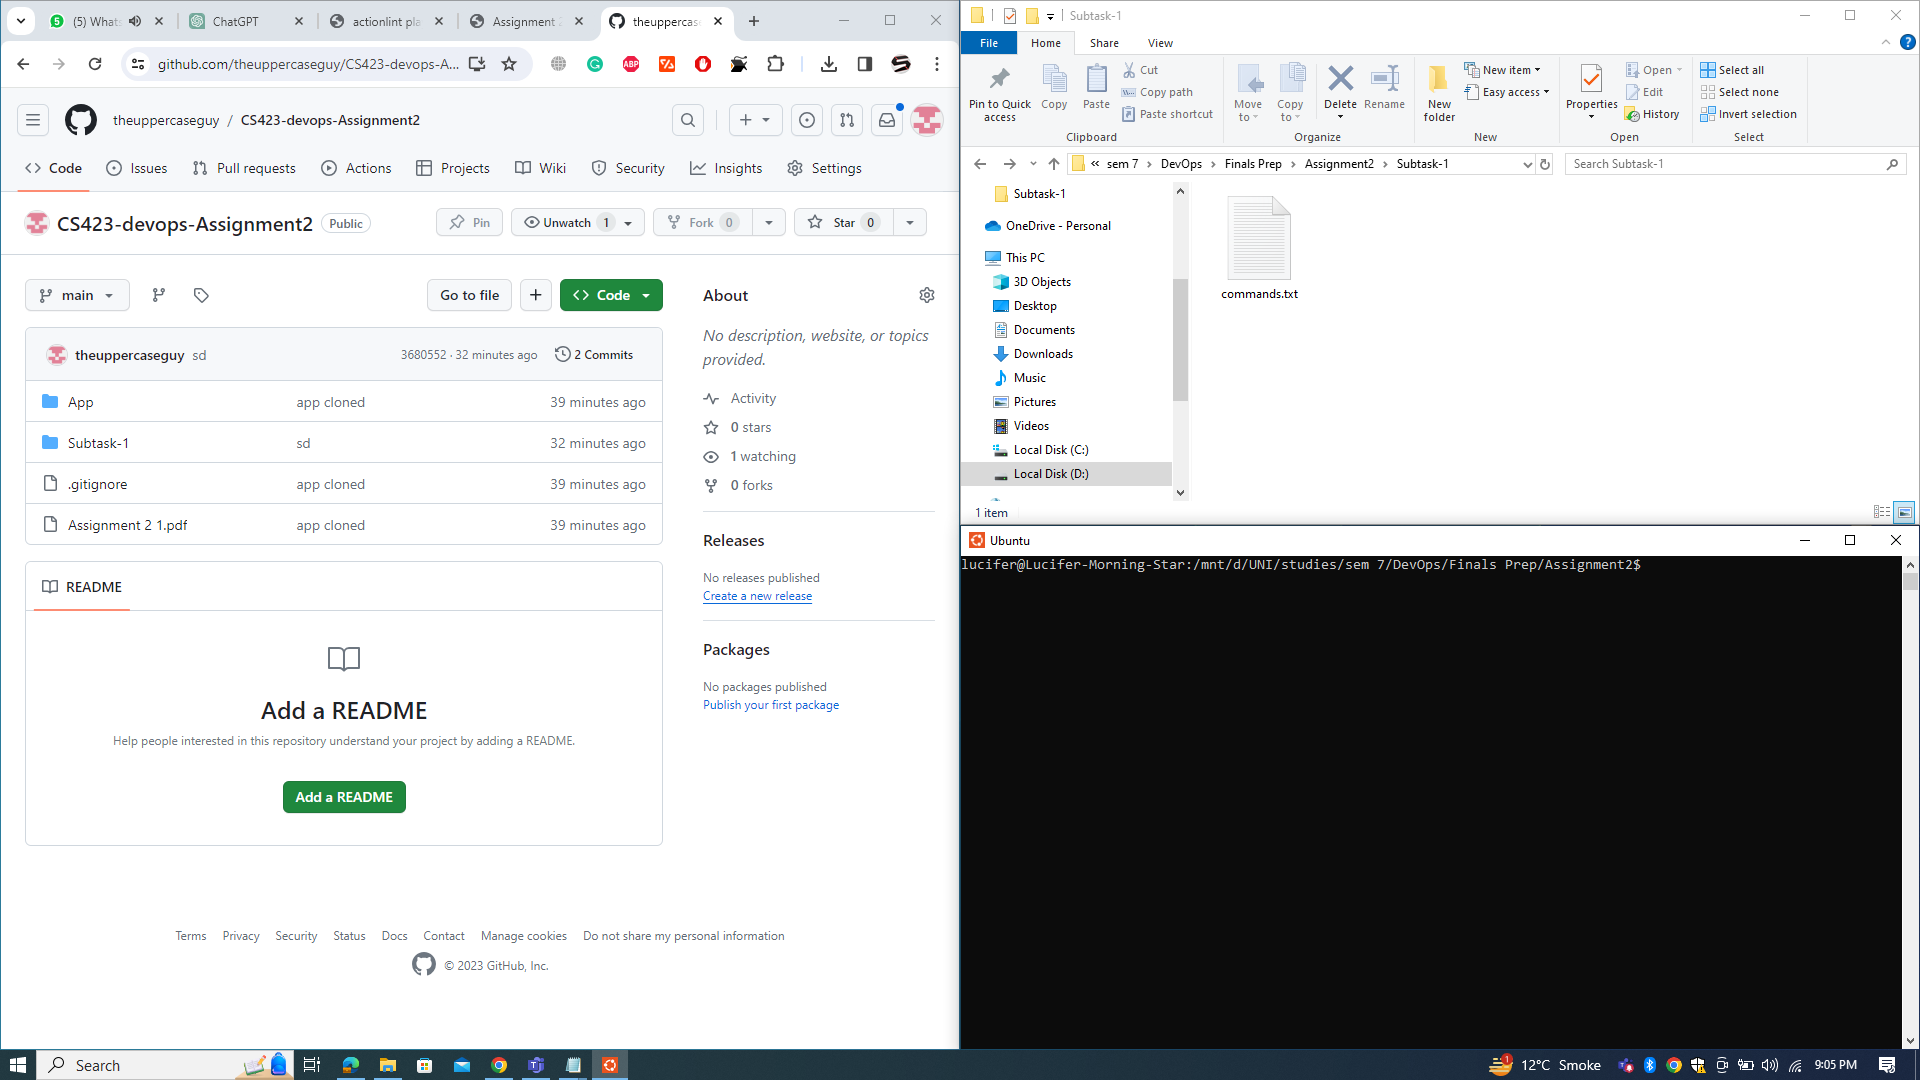 (5) Whats
ChatGPT
actionlint pla
Assignment 2
theuppercase
github.com/theuppercaseguy/CS423-devops-A...
ABP
theuppercaseguy / CS423-devops-Assignment2
Code
Issues
Pull requests
Actions
Projects
Wiki
Security
Insights
Settings
CS423-devops-Assignment2
Public
Pin
Unwatch 1
Fork 0
Star 0
main
Go to file
Code
theuppercaseguy sd
3680552 · 32 minutes ago
2 Commits
App app cloned 39 minutes ago
Subtask-1 sd 32 minutes ago
.gitignore app cloned 39 minutes ago
Assignment 2 1.pdf app cloned 39 minutes ago
README
Add a README
Help people interested in this repository understand your project by adding a README.
Add a README
About
No description, website, or topics
provided.
Activity
0 stars
1 watching
0 forks
Releases
No releases published
Create a new release
Packages
No packages published
Publish your first package
Terms Privacy Security Status Docs Contact Manage cookies Do not share my personal information
© 2023 GitHub, Inc.
Subtask-1
File Home Share View
Pin to Quick
access
Copy
Paste
Cut
Copy path
Paste shortcut
Clipboard
Move
to
Copy
to
Delete
Rename
Organize
New
folder
New item
Easy access
New
Properties
Open
Edit
History
Open
Select all
Select none
Invert selection
Select
« sem 7 › DevOps › Finals Prep › Assignment2 › Subtask-1
Search Subtask-1
Subtask-1
OneDrive - Personal
This PC
3D Objects
Desktop
Documents
Downloads
Music
Pictures
Videos
Local Disk (C:)
Local Disk (D:)
commands.txt
1 item
Ubuntu
lucifer@Lucifer-Morning-Star:/mnt/d/UNI/studies/sem 7/DevOps/Finals Prep/Assignment2$
Search
1
12°C Smoke
9:05 PM